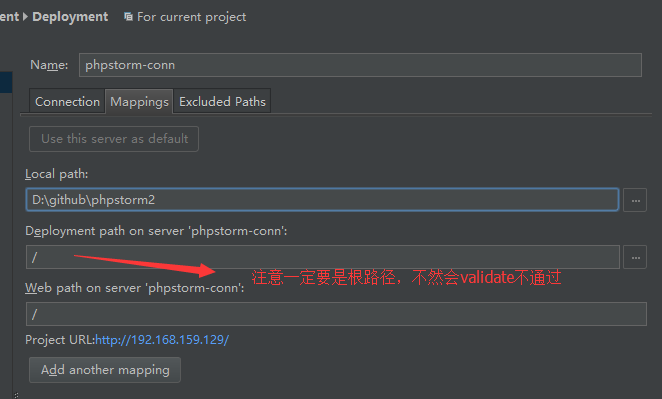 ent › Deployment For current project
Name: phpstorm-conn
Connection Mappings Excluded Paths
Use this server as default
Local path:
D:\github\phpstorm2
...
Deployment path on server 'phpstorm-conn':
/
...
注意一定要是根路径，不然会validate不通过
Web path on server 'phpstorm-conn':
/
Project URL:http://192.168.159.129/
Add another mapping